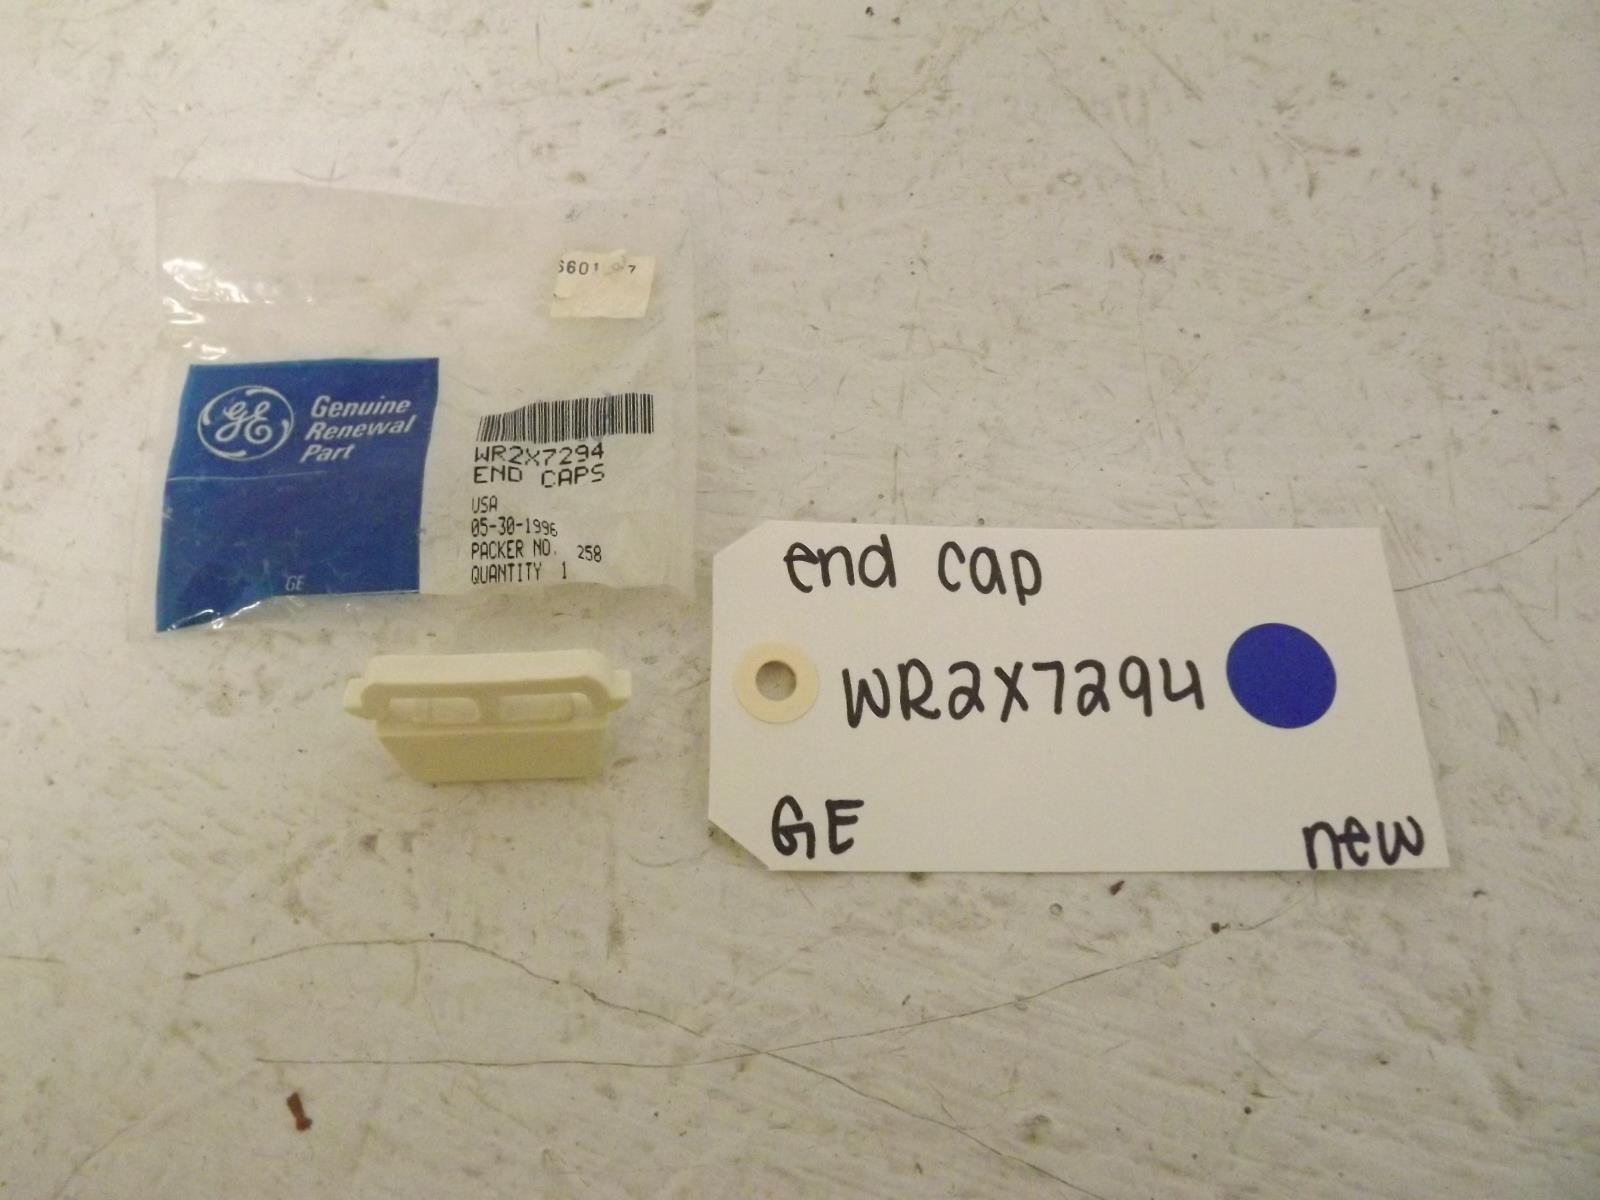 GE
Genuine
Renewal
Part
WR2X7294
END CAPS
USA
05-30-1996
PACKER NO. 258
QUANTITY 1
GE
end cap
WR2X7294
GE
new